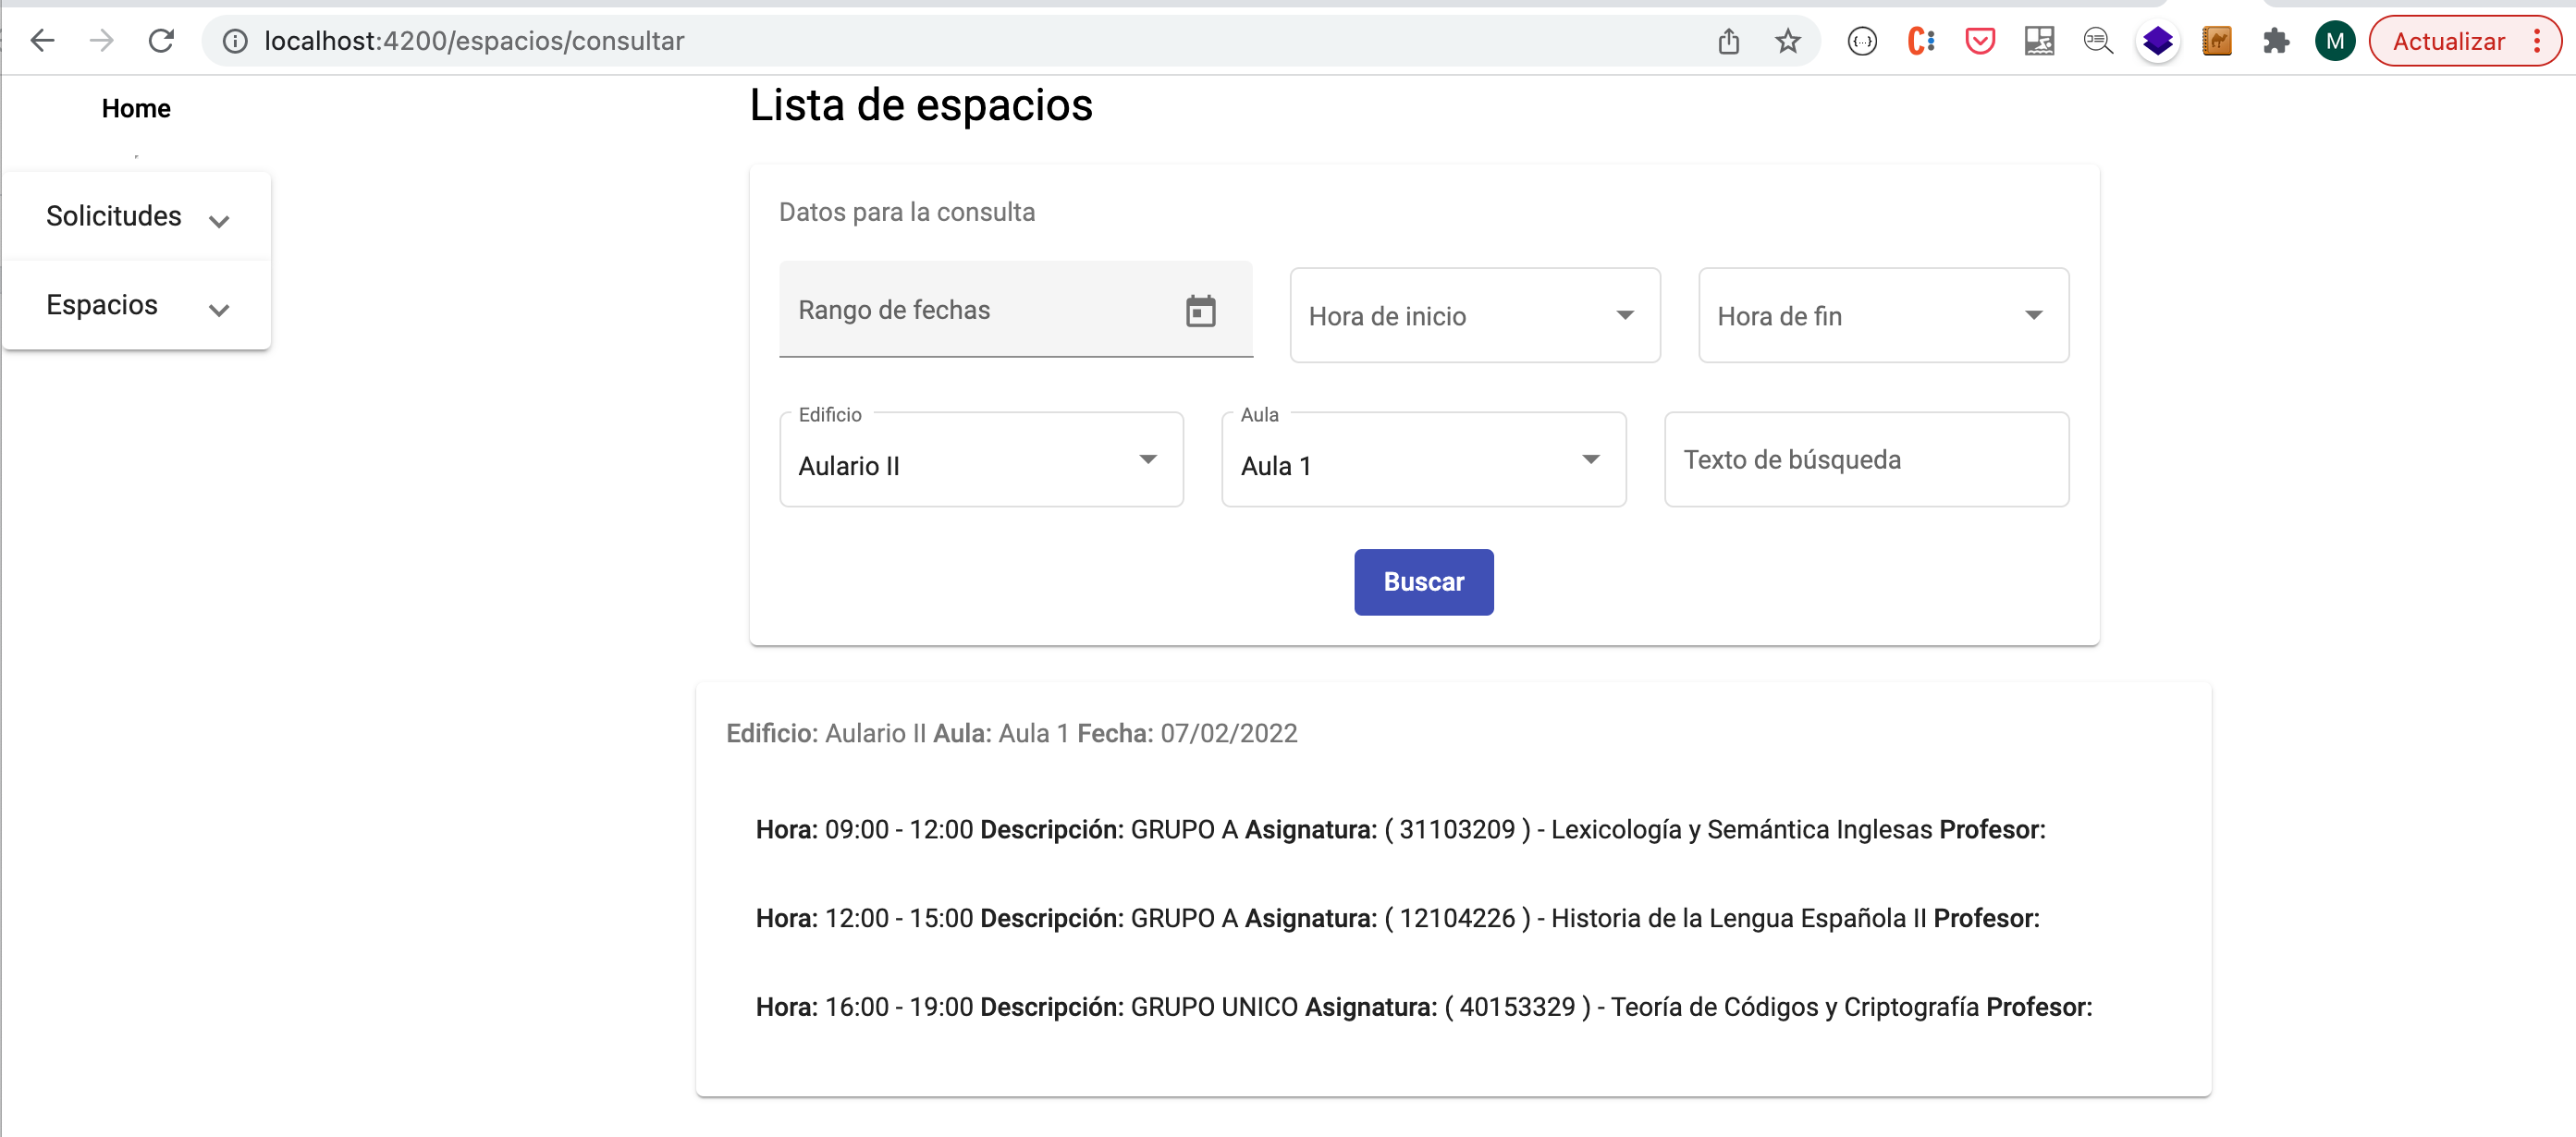 localhost:4200/espacios/consultar
M
Actualizar
Home
Lista de espacios
Solicitudes
Espacios
Datos para la consulta
Rango de fechas
Hora de inicio
Hora de fin
Edificio
Aulario II
Aula
Aula 1
Texto de búsqueda
Buscar
Edificio: Aulario II Aula: Aula 1 Fecha: 07/02/2022
Hora: 09:00 - 12:00 Descripción: GRUPO A Asignatura: ( 31103209 ) - Lexicología y Semántica Inglesas Profesor:
Hora: 12:00 - 15:00 Descripción: GRUPO A Asignatura: ( 12104226 ) - Historia de la Lengua Española II Profesor:
Hora: 16:00 - 19:00 Descripción: GRUPO UNICO Asignatura: ( 40153329 ) - Teoría de Códigos y Criptografía Profesor: